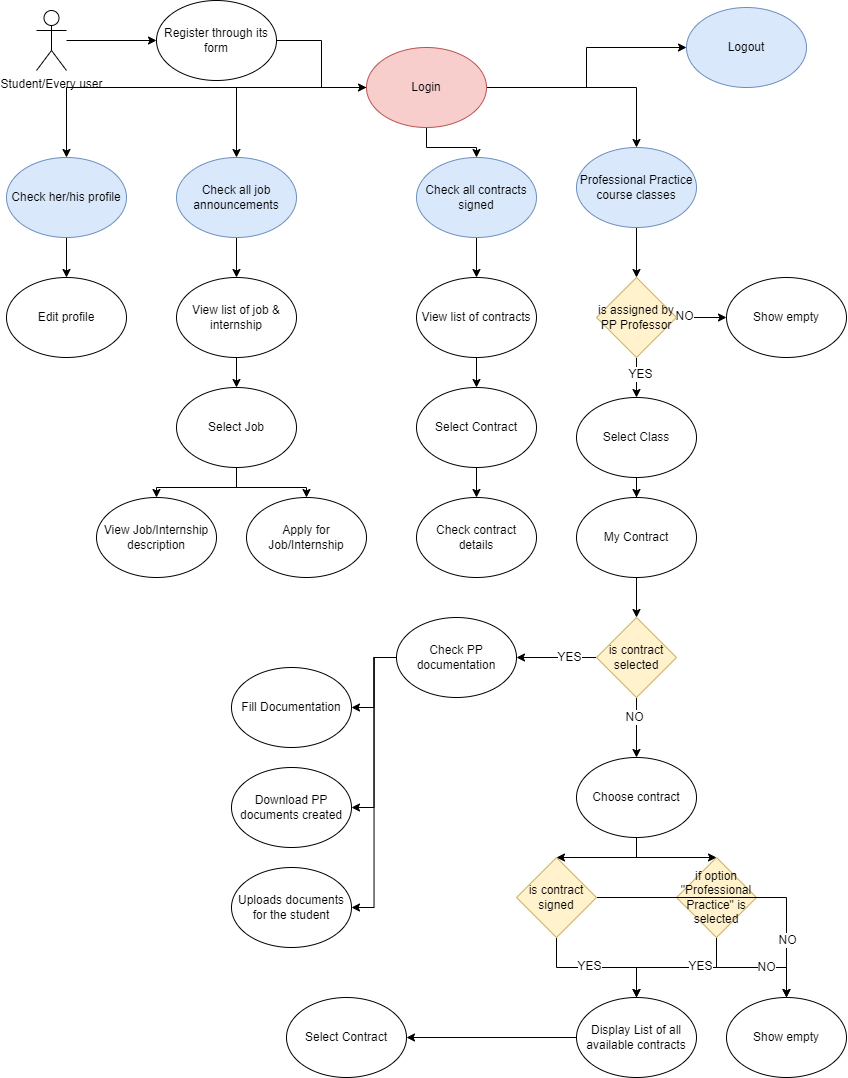 Register through its
form
Logout
Student/Every user
Login
Check her/his profile
Check all job
announcements
Check all contracts
signed
Professional Practice
course classes
Edit profile
View list of job &
internship
View list of contracts
is assigned by
PP Professor
NO
Show empty
YES
Select Job
Select Contract
Select Class
View Job/Internship
description
Apply for
Job/Internship
Check contract
details
My Contract
Check PP
documentation
YES
is contract
selected
Fill Documentation
NO
Download PP
documents created
Choose contract
Uploads documents
for the student
is contract
signed
if option
"Professional
Practice" is
selected
NO
YES
YES
NO
Select Contract
Display List of all
available contracts
Show empty